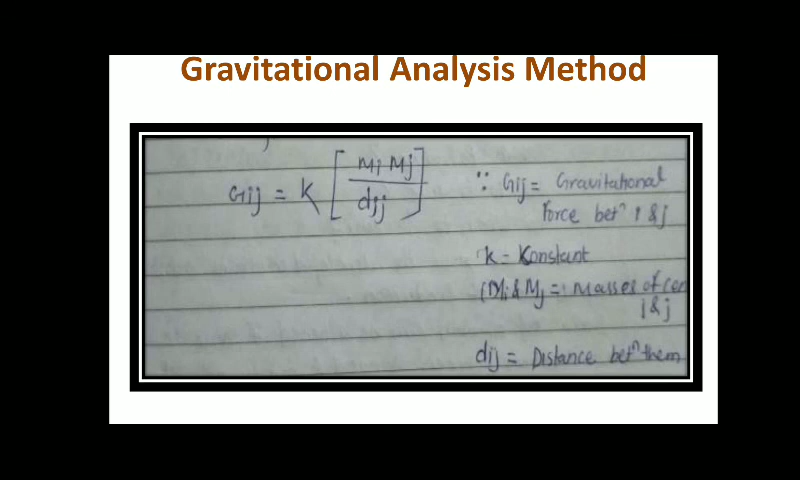 Gravitational Analysis Method
Gij = K [ Mi Mj / dij ]
∵ Gij = Gravitational
Force betⁿ i & j
k = Konstant
(Mi & Mj = Masses of cen
i & j
dij = Distance betⁿ them